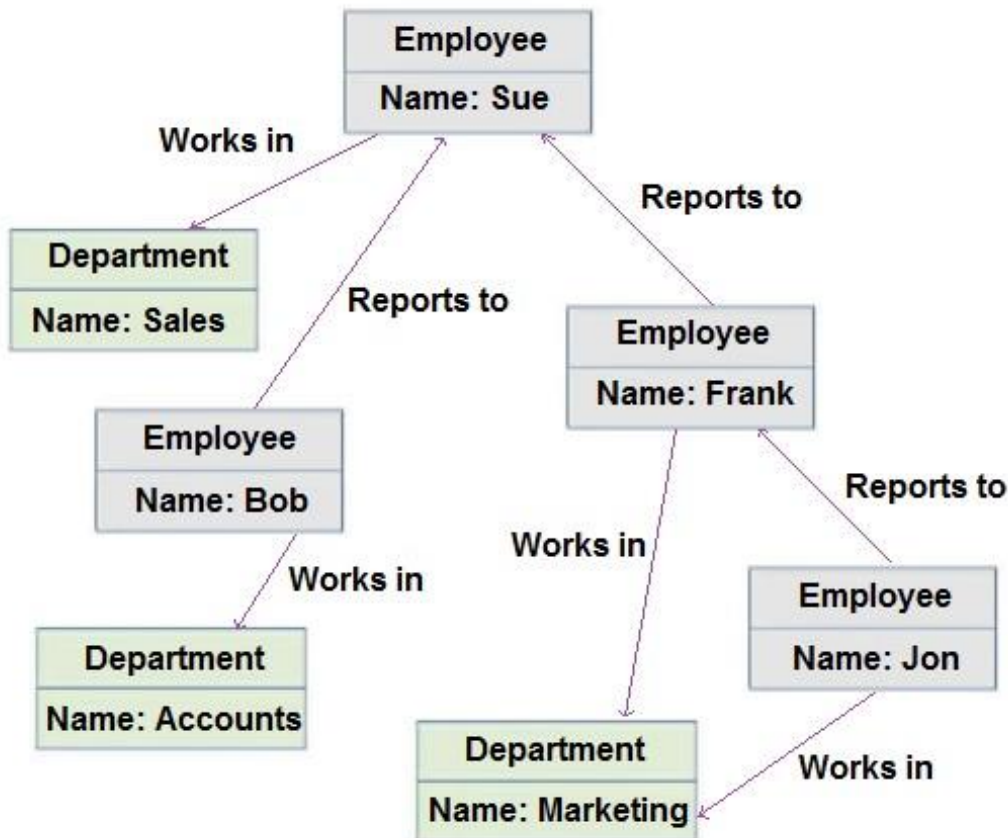 Employee
Name: Sue
Works in
Reports to
Department
Name: Sales
Reports to
Employee
Name: Frank
Employee
Name: Bob
Reports to
Works in
Works in
Employee
Name: Jon
Department
Name: Accounts
Department
Name: Marketing
Works in